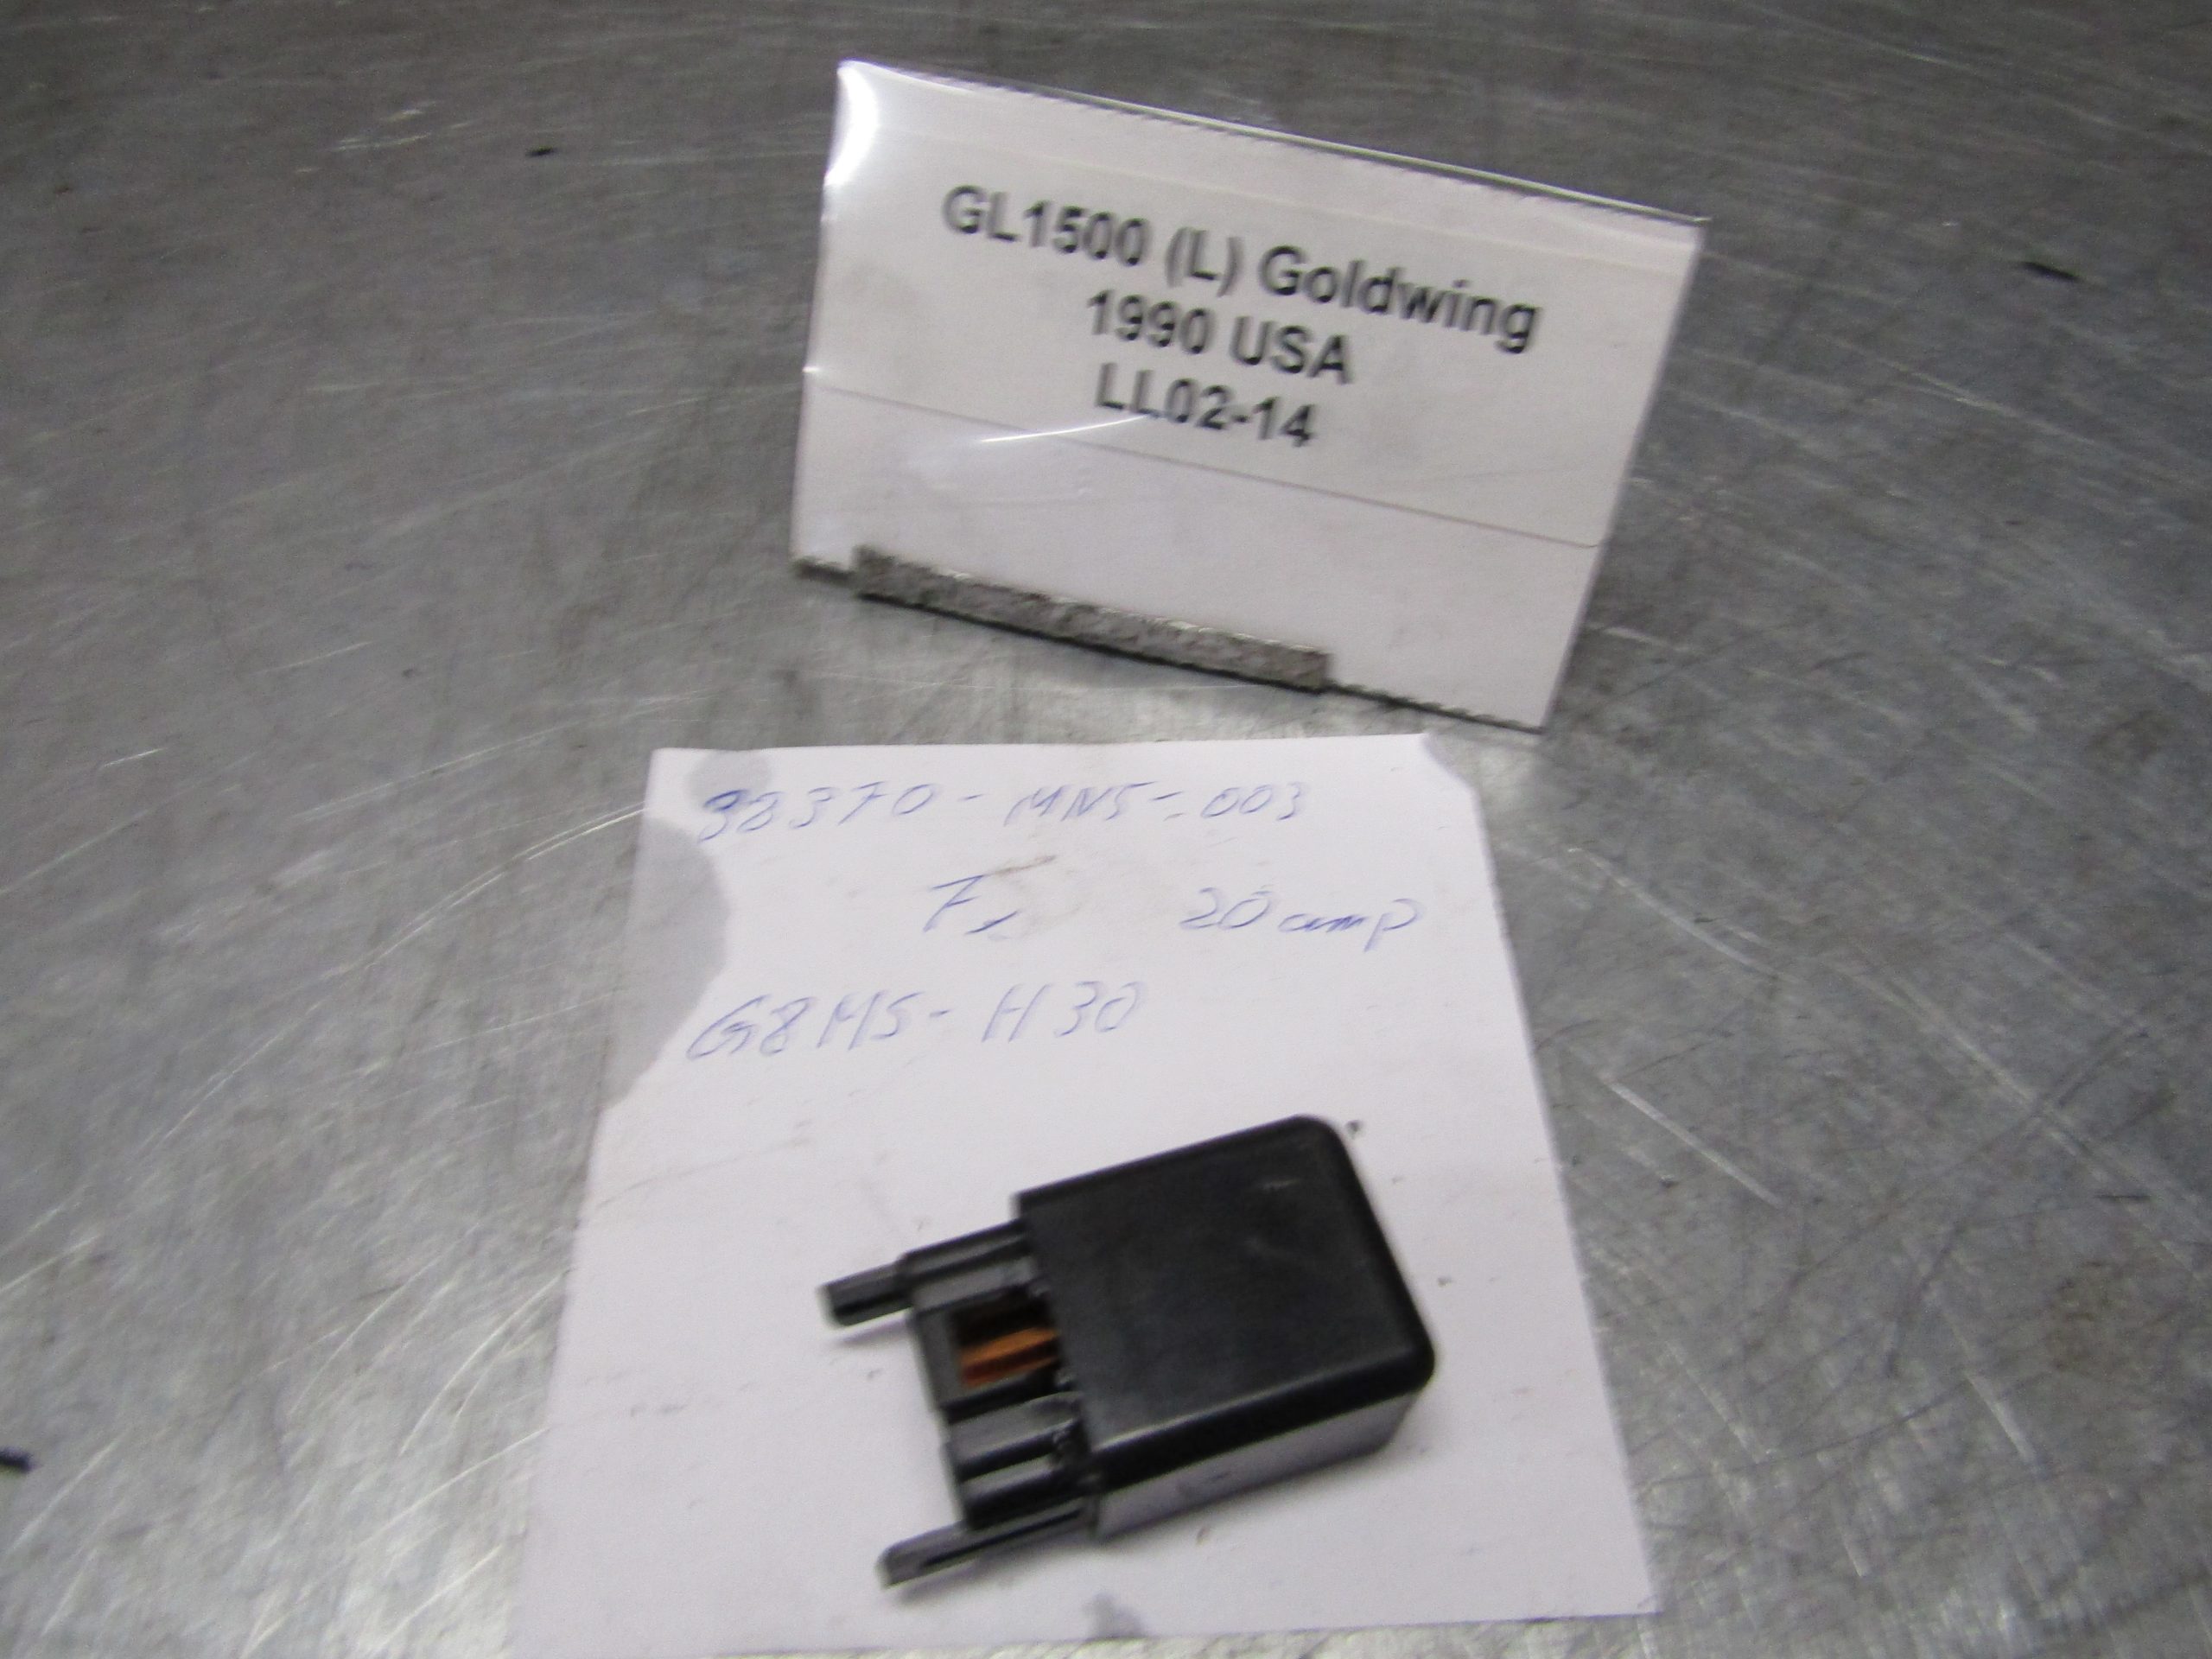 GL1500 (L) Goldwing
1990 USA
LL02-14
38370-MN5-003
20 amp
G8MS-H30